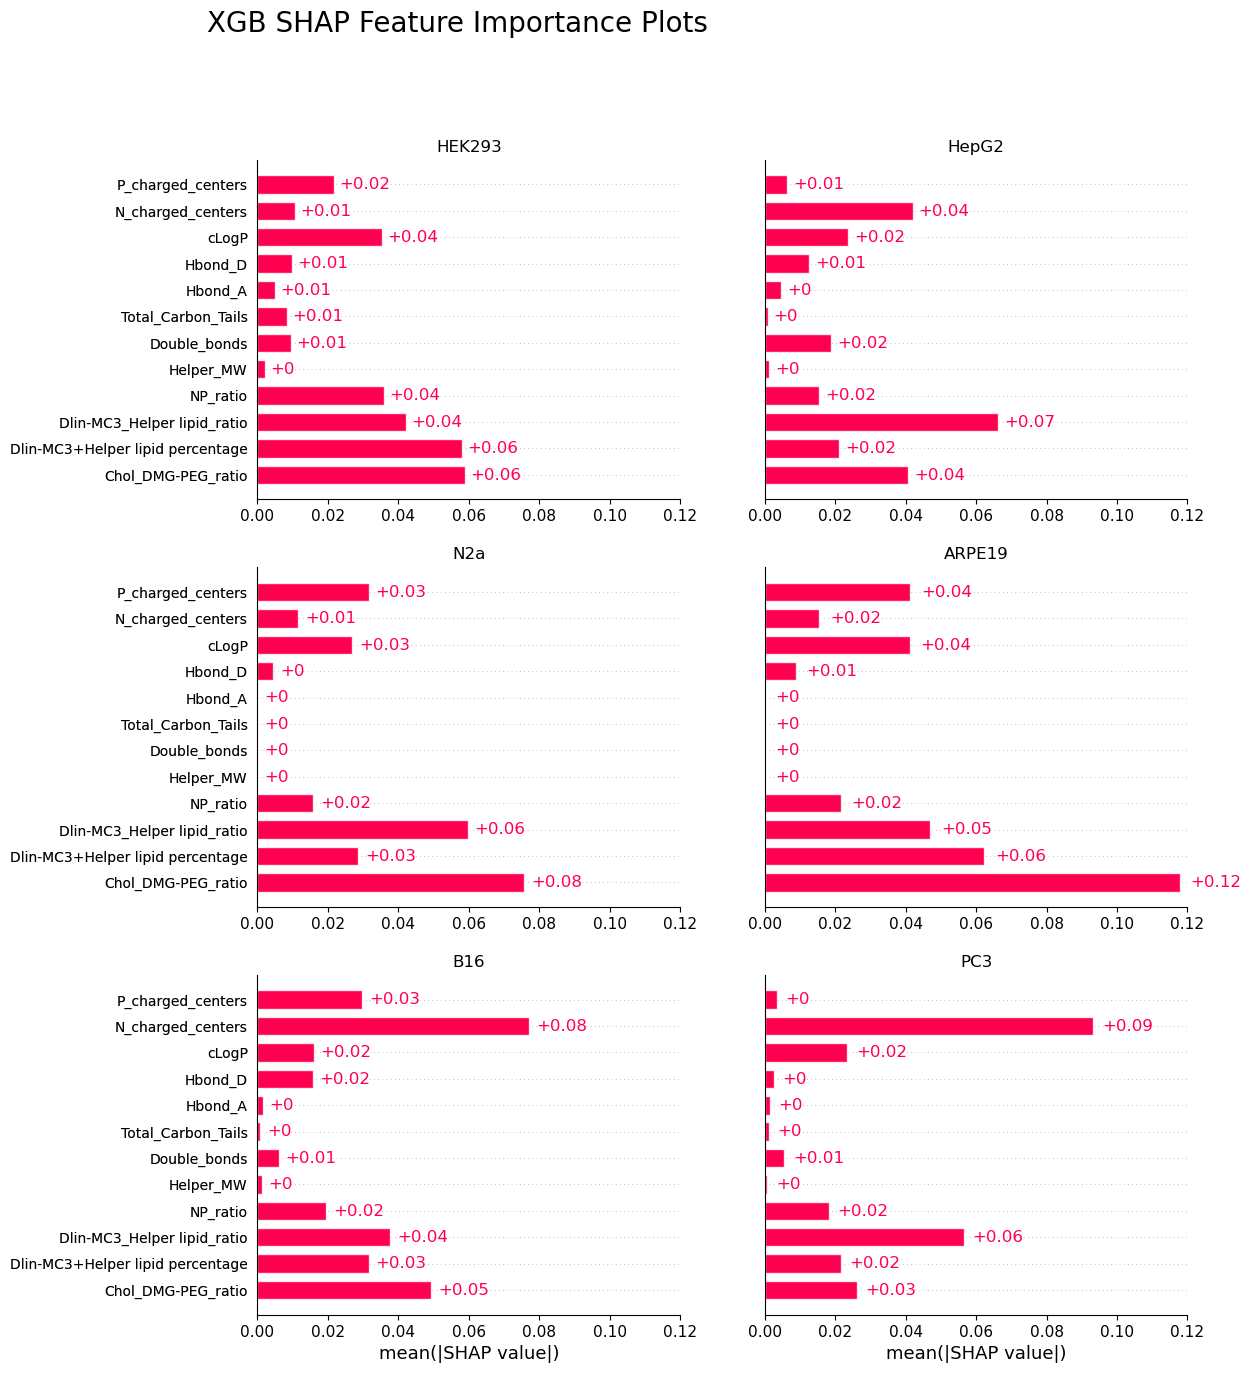 XGB SHAP Feature Importance Plots
HEK293
P_charged_centers +0.02
N_charged_centers +0.01
cLogP +0.04
Hbond_D +0.01
Hbond_A +0.01
Total_Carbon_Tails +0.01
Double_bonds +0.01
Helper_MW +0
NP_ratio +0.04
Dlin-MC3_Helper lipid_ratio +0.04
Dlin-MC3+Helper lipid percentage +0.06
Chol_DMG-PEG_ratio +0.06
0.00 0.02 0.04 0.06 0.08 0.10 0.12
HepG2
+0.01
+0.04
+0.02
+0.01
+0
+0
+0.02
+0
+0.02
+0.07
+0.02
+0.04
0.00 0.02 0.04 0.06 0.08 0.10 0.12
N2a
P_charged_centers +0.03
N_charged_centers +0.01
cLogP +0.03
Hbond_D +0
Hbond_A +0
Total_Carbon_Tails +0
Double_bonds +0
Helper_MW +0
NP_ratio +0.02
Dlin-MC3_Helper lipid_ratio +0.06
Dlin-MC3+Helper lipid percentage +0.03
Chol_DMG-PEG_ratio +0.08
0.00 0.02 0.04 0.06 0.08 0.10 0.12
ARPE19
+0.04
+0.02
+0.04
+0.01
+0
+0
+0
+0
+0.02
+0.05
+0.06
+0.12
0.00 0.02 0.04 0.06 0.08 0.10 0.12
B16
P_charged_centers +0.03
N_charged_centers +0.08
cLogP +0.02
Hbond_D +0.02
Hbond_A +0
Total_Carbon_Tails +0
Double_bonds +0.01
Helper_MW +0
NP_ratio +0.02
Dlin-MC3_Helper lipid_ratio +0.04
Dlin-MC3+Helper lipid percentage +0.03
Chol_DMG-PEG_ratio +0.05
0.00 0.02 0.04 0.06 0.08 0.10 0.12
mean(|SHAP value|)
PC3
+0
+0.09
+0.02
+0
+0
+0
+0.01
+0
+0.02
+0.06
+0.02
+0.03
0.00 0.02 0.04 0.06 0.08 0.10 0.12
mean(|SHAP value|)